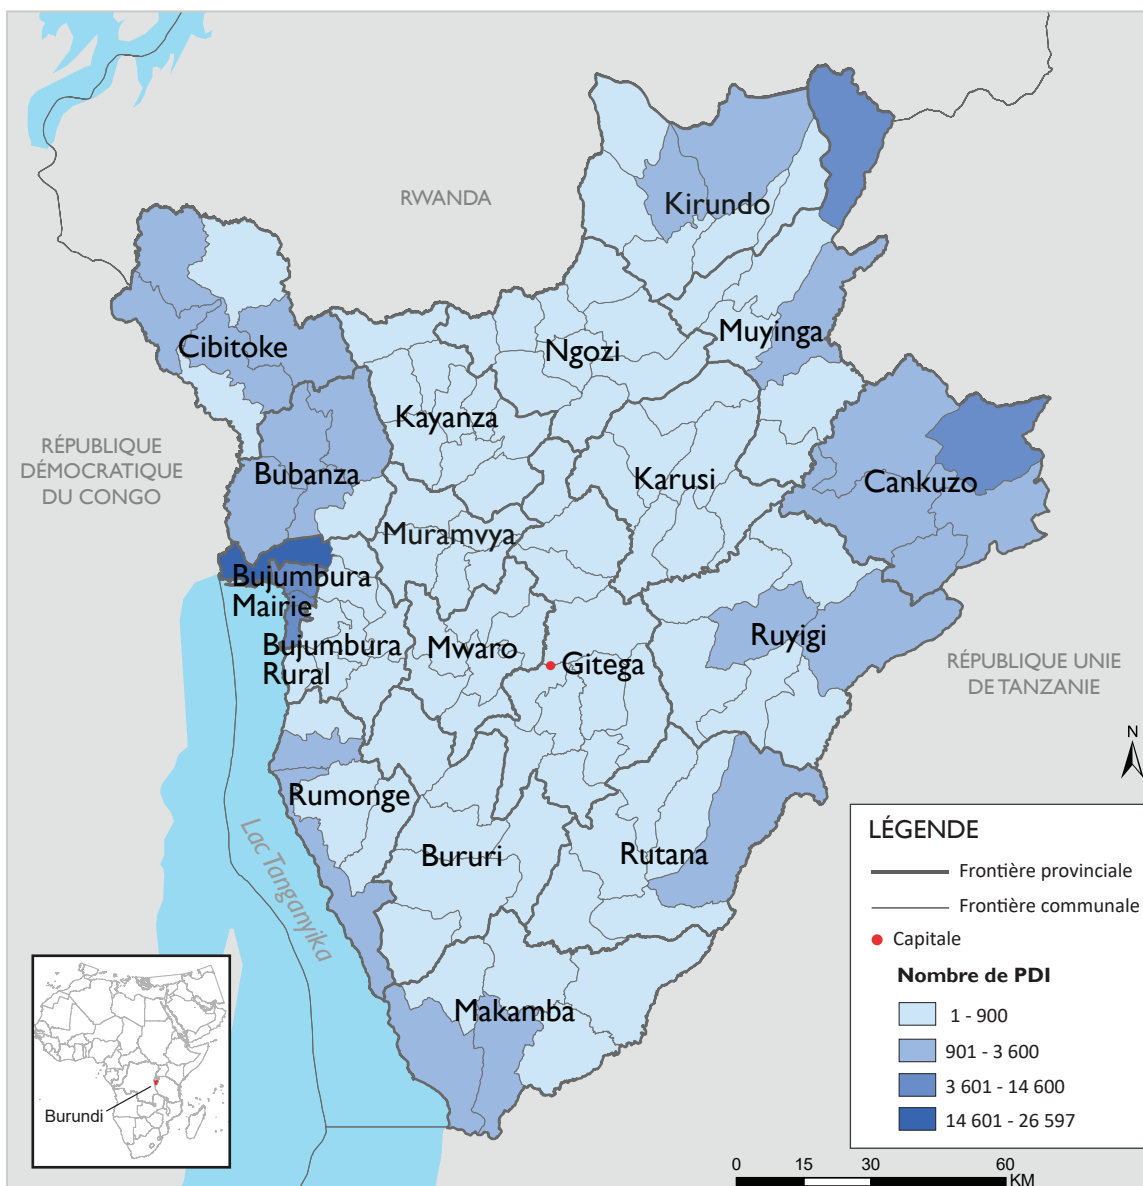 RWANDA
Kirundo
Cibitoke
Ngozi
Muyinga
Kayanza
RÉPUBLIQUE
DÉMOCRATIQUE
DU CONGO
Bubanza
Karusi
Cankuzo
Muramvya
Bujumbura
Mairie
Bujumbura
Rural
Mwaro
Gitega
Ruyigi
RÉPUBLIQUE UNIE
DE TANZANIE
Rumonge
Bururi
Rutana
Lac Tanganyika
Makamba
Burundi
N
LÉGENDE
Frontière provinciale
Frontière communale
Capitale
Nombre de PDI
1 - 900
901 - 3 600
3 601 - 14 600
14 601 - 26 597
0 15 30 60
KM